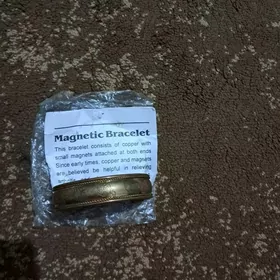 Magnetic Bracelet
This bracelet consists of copper with
small magnets attached at both ends
Since early times, copper and magnets
are believed be helpful in relieving